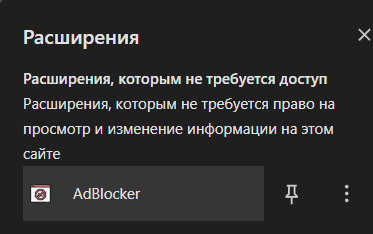 Расширения
Расширения, которым не требуется доступ
Расширения, которым не требуется право на
просмотр и изменение информации на этом
сайте
AdBlocker